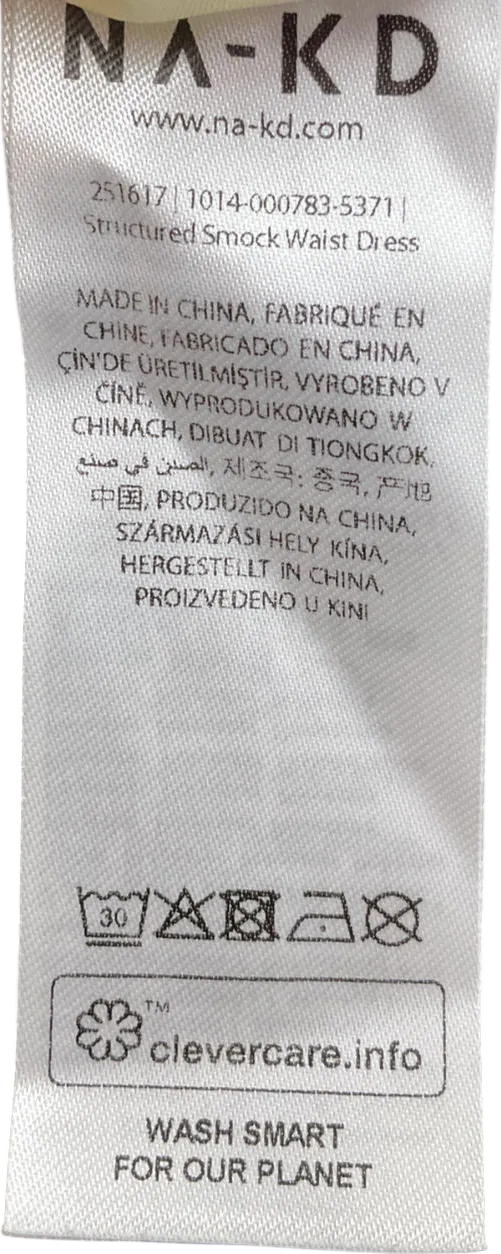 NA-KD
www.na-kd.com
251617 | 1014-000783-5371 |
Structured Smock Waist Dress
MADE IN CHINA, FABRIQUÉ EN
CHINE, FABRICADO EN CHINA,
ÇİN'DE ÜRETILMİŞTİR, VYROBENO V
ČÍNĚ, WYPRODUKOWANO W
CHINACH, DIBUAT DI TIONGKOK,
الصين في صنع, 제조국: 중국, 产地
中国, PRODUZIDO NA CHINA,
SZÁRMAZÁSI HELY KÍNA,
HERGESTELLT IN CHINA,
PROIZVEDENO U KINI
30
TM
clevercare.info
WASH SMART
FOR OUR PLANET